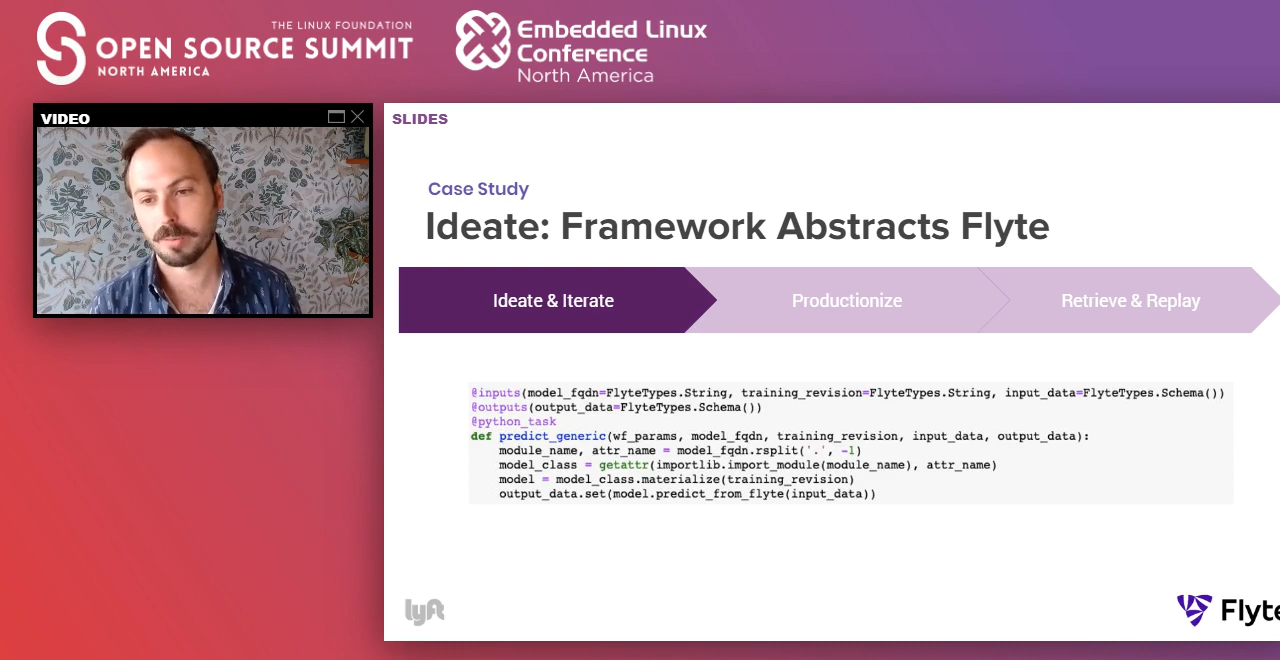 THE LINUX FOUNDATION
OPEN SOURCE SUMMIT
NORTH AMERICA
Embedded Linux
Conference
North America
VIDEO
SLIDES
Case Study
Ideate: Framework Abstracts Flyte
Ideate & Iterate
Productionize
Retrieve & Replay
@inputs(model_fqdn=FlyteTypes.String, training_revision=FlyteTypes.String, input_data=FlyteTypes.Schema())
@outputs(output_data=FlyteTypes.Schema())
@python_task
def predict_generic(wf_params, model_fqdn, training_revision, input_data, output_data):
    module_name, attr_name = model_fqdn.rsplit('.', -1)
    model_class = getattr(importlib.import_module(module_name), attr_name)
    model = model_class.materialize(training_revision)
    output_data.set(model.predict_from_flyte(input_data))
lyft
Flyte